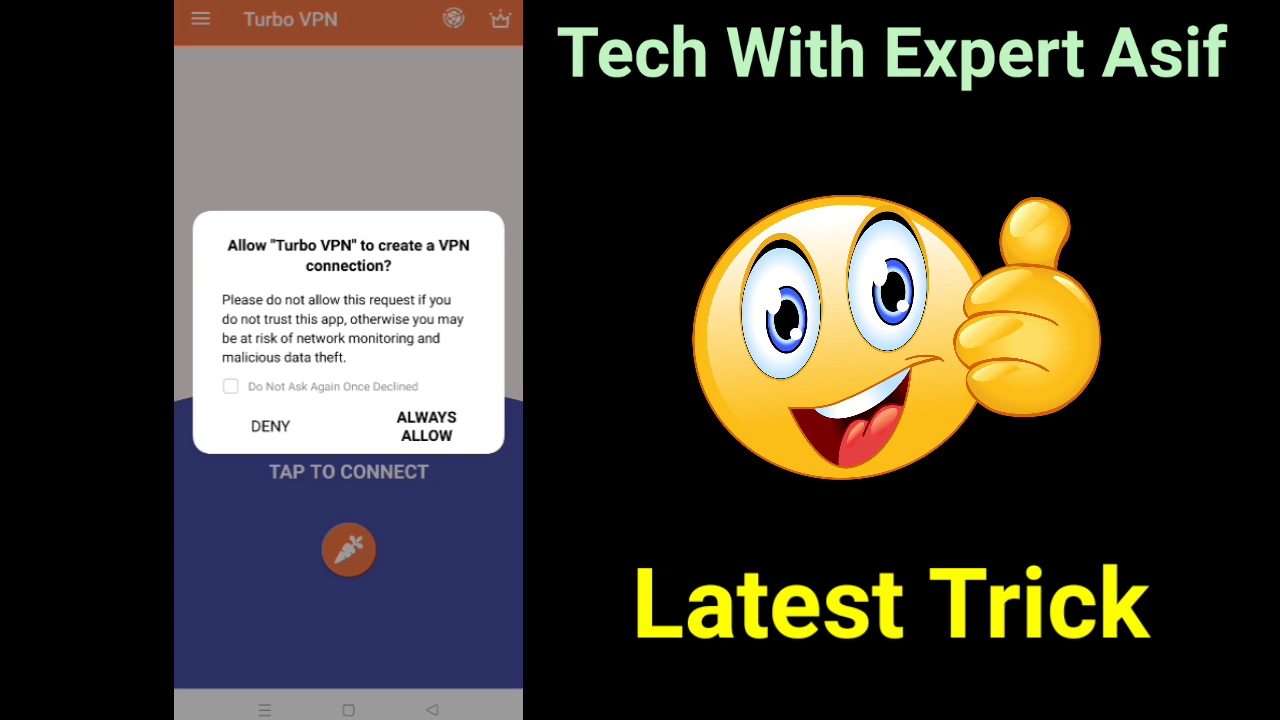 Turbo VPN
Tech With Expert Asif
Allow "Turbo VPN" to create a VPN
connection?
Please do not allow this request if you
do not trust this app, otherwise you may
be at risk of network monitoring and
malicious data theft.
Do Not Ask Again Once Declined
DENY
ALWAYS
ALLOW
TAP TO CONNECT
Latest Trick